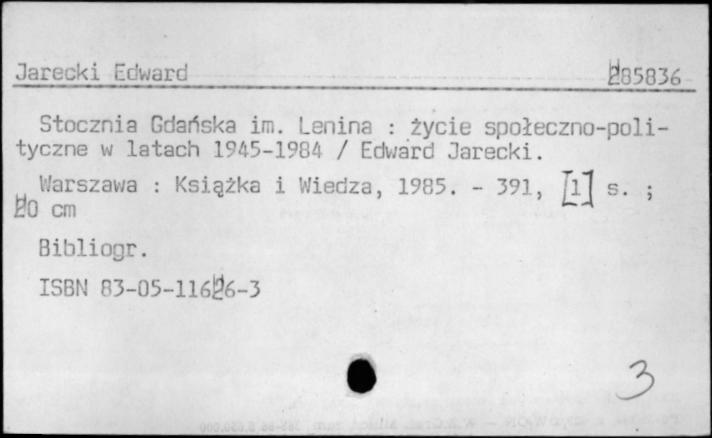 Jarecki Edward 285836
Stocznia Gdańska im. Lenina : życie społeczno-poli-
tyczne w latach 1945-1984 / Edward Jarecki.
Warszawa : Książka i Wiedza, 1985. - 391, [1] s. ;
20 cm
Bibliogr.
ISBN 83-05-11626-3
3